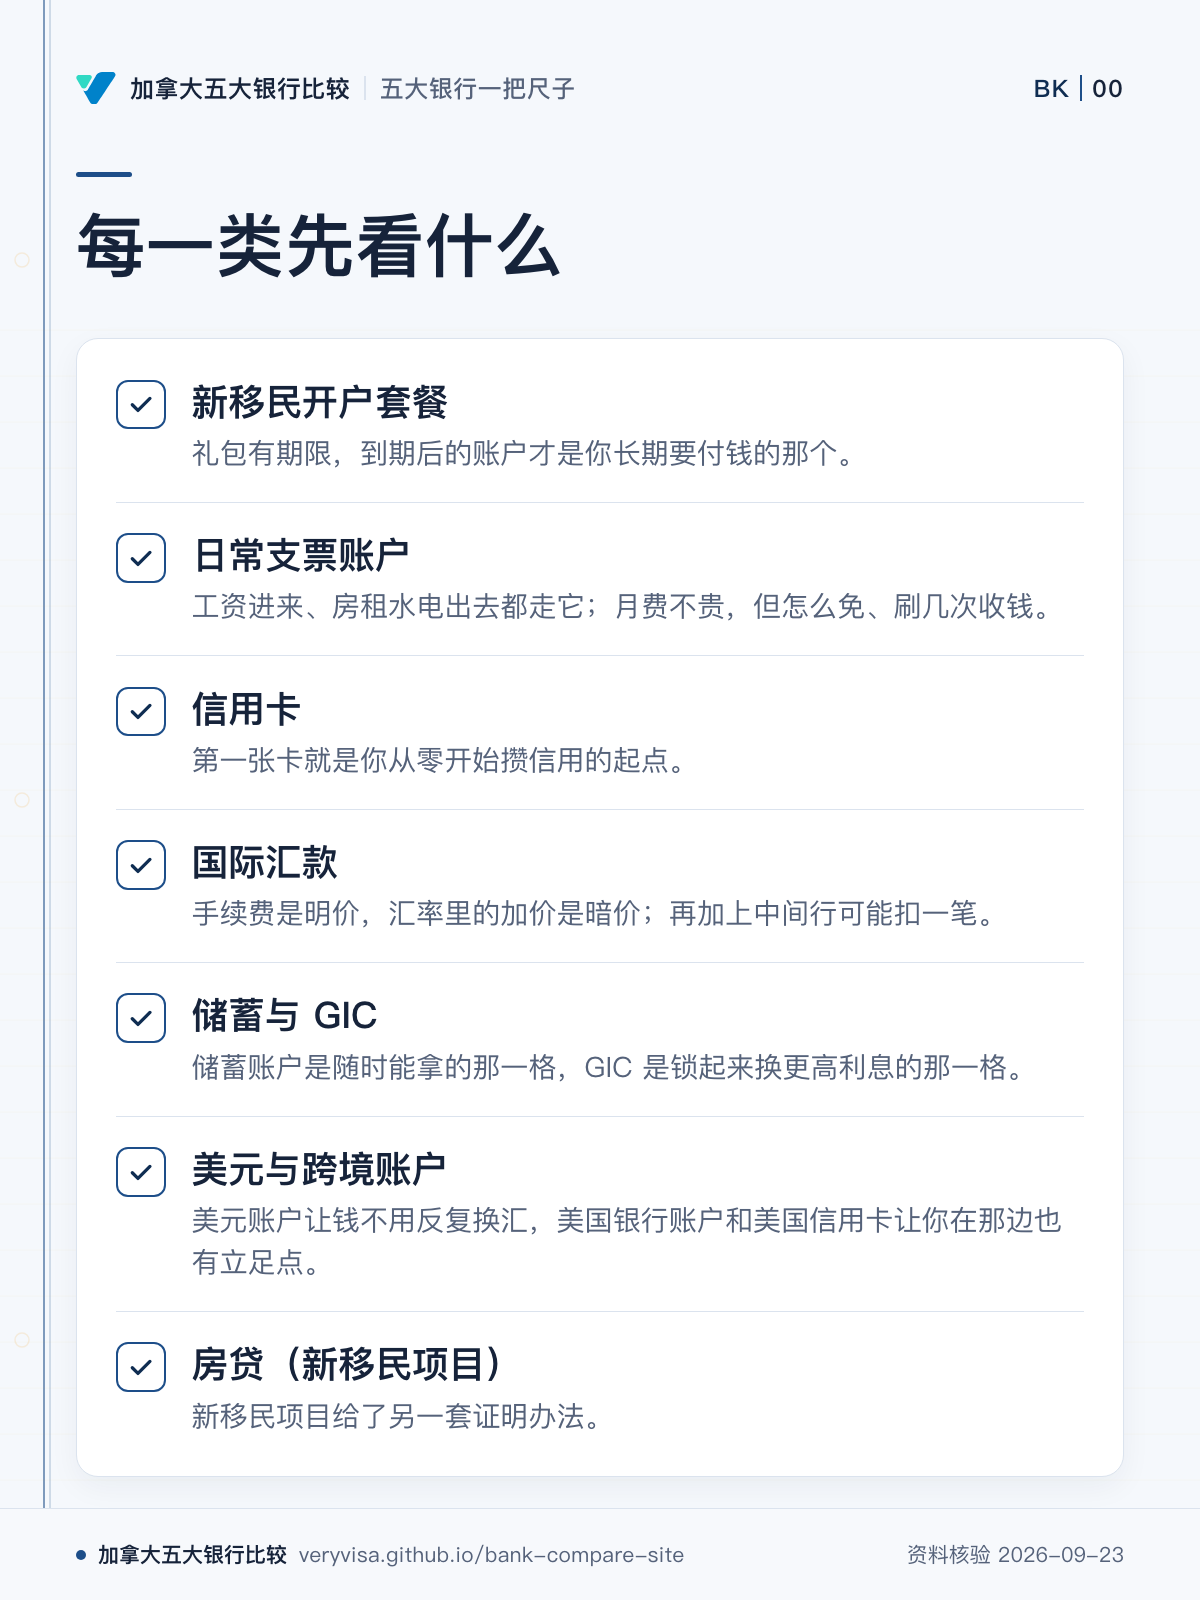 加拿大五大银行比较 | 五大银行一把尺子
BK | 00
每一类先看什么
新移民开户套餐
礼包有期限，到期后的账户才是你长期要付钱的那个。
日常支票账户
工资进来、房租水电出去都走它；月费不贵，但怎么免、刷几次收钱。
信用卡
第一张卡就是你从零开始攒信用的起点。
国际汇款
手续费是明价，汇率里的加价是暗价；再加上中间行可能扣一笔。
储蓄与 GIC
储蓄账户是随时能拿的那一格，GIC 是锁起来换更高利息的那一格。
美元与跨境账户
美元账户让钱不用反复换汇，美国银行账户和美国信用卡让你在那边也
有立足点。
房贷（新移民项目）
新移民项目给了另一套证明办法。
加拿大五大银行比较 veryvisa.github.io/bank-compare-site
资料核验 2026-09-23